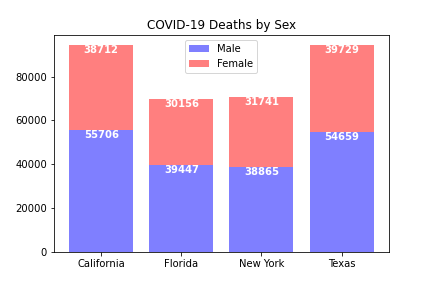 COVID-19 Deaths by Sex
Male
Female
38712
30156
31741
39729
55706
39447
38865
54659
80000
60000
40000
20000
0
California
Florida
New York
Texas